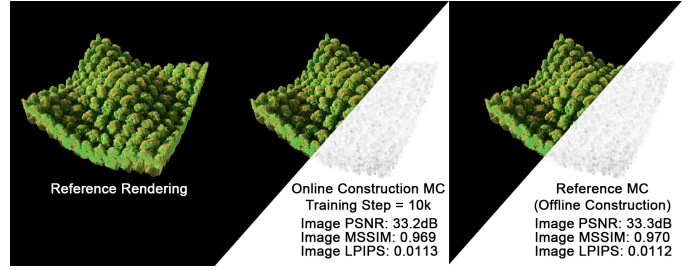 Reference Rendering
Online Construction MC
Training Step = 10k
Image PSNR: 33.2dB
Image MSSIM: 0.969
Image LPIPS: 0.0113
Reference MC
(Offline Construction)
Image PSNR: 33.3dB
Image MSSIM: 0.970
Image LPIPS: 0.0112